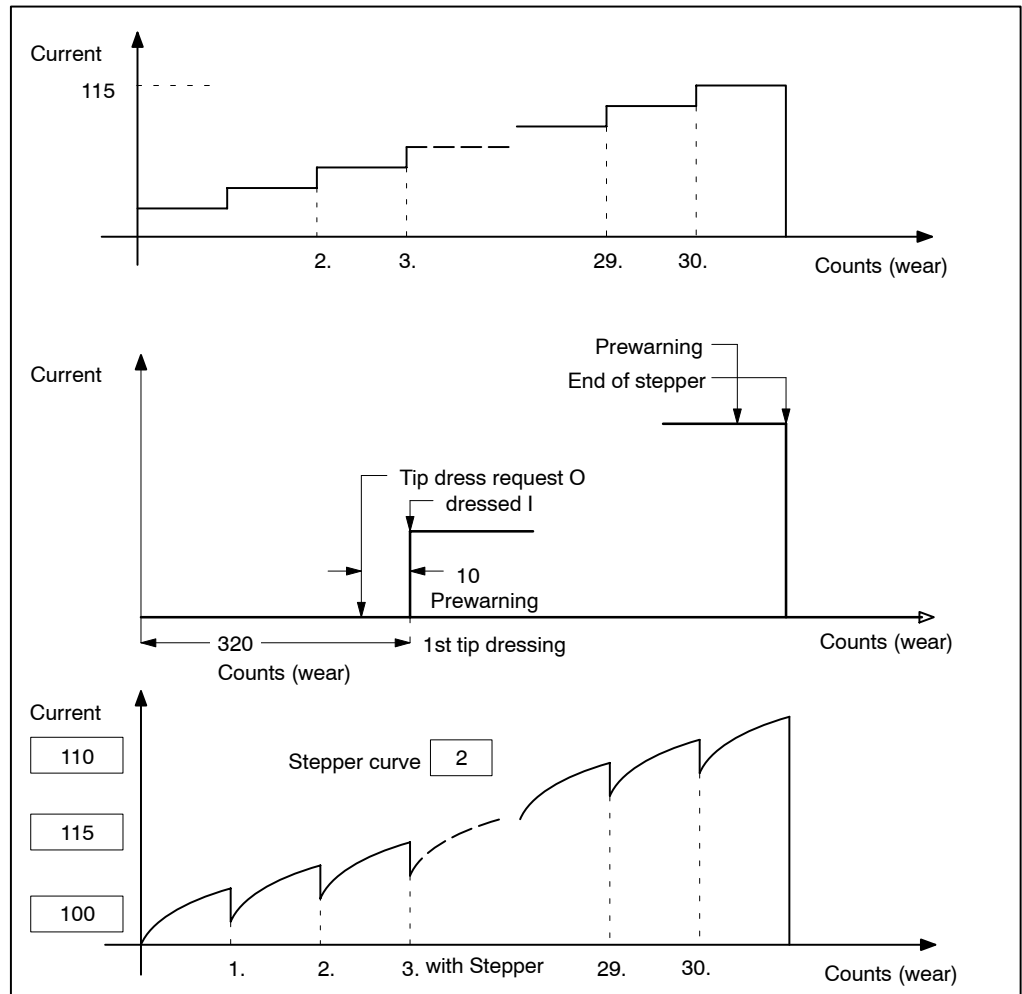 Current
115
2.
3.
29.
30.
Counts (wear)
Prewarning
Current
End of stepper
Tip dress request O
dressed I
10
Prewarning
320
1st tip dressing
Counts (wear)
Counts (wear)
Current
110
Stepper curve 2
115
100
1.
2.
3. with Stepper
29.
30.
Counts (wear)